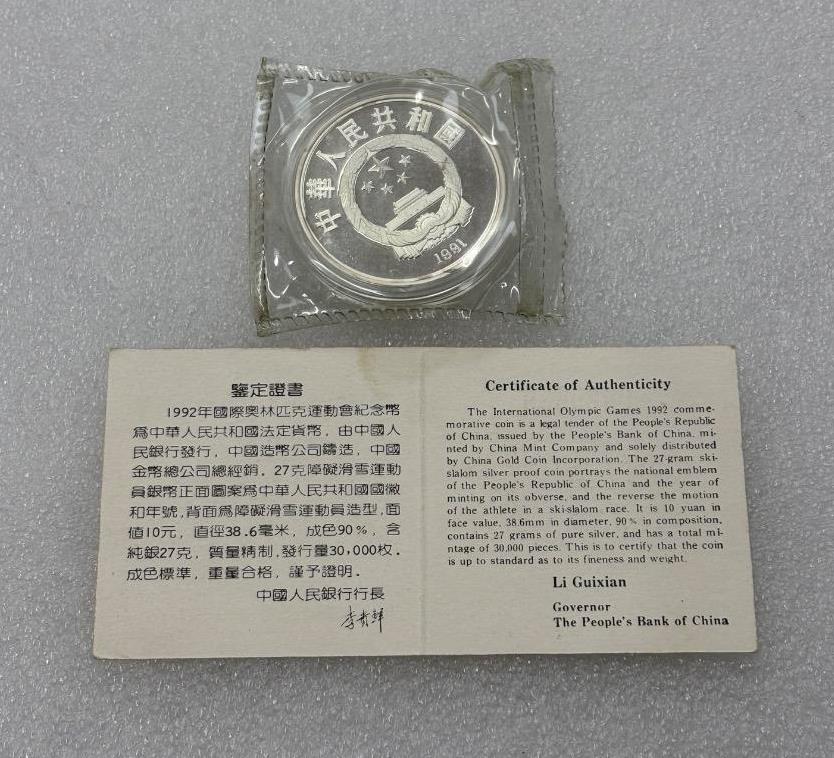 中華人民共和國
1991
鑒定證書
1992年國際奧林匹克運動會紀念幣
爲中華人民共和國法定貨幣，由中國人
民銀行發行，中國造幣公司鑄造，中國
金幣總公司總經銷．27克障礙滑雪運動
員銀幣正面圖案爲中華人民共和國國徽
和年號，背面爲障礙滑雪運動員造型，面
值10元，直徑38.6毫米，成色90%，含
純銀27克，質量精制，發行量30,000枚．
成色標準，重量合格，謹予證明．
中國人民銀行行長
李貴鮮
Certificate of Authenticity
The International Olympic Games 1992 comme-
morative coin is a legal tender of the People's Republic
of China, issued by the People's Bank of China, mi-
nted by China Mint Company and solely distributed
by China Gold Coin Incorporation. The 27-gram ski-
slalom silver proof coin portrays the national emblem
of the People's Republic of China and the year of
minting on its obverse, and the reverse the motion
of the athlete in a ski-slalom race. It is 10 yuan in
face value, 38.6mm in diameter, 90% in composition,
contains 27 grams of pure silver, and has a total mi-
ntage of 30,000 pieces. This is to certify that the coin
is up to standard as to its fineness and weight.
Li Guixian
Governor
The People's Bank of China